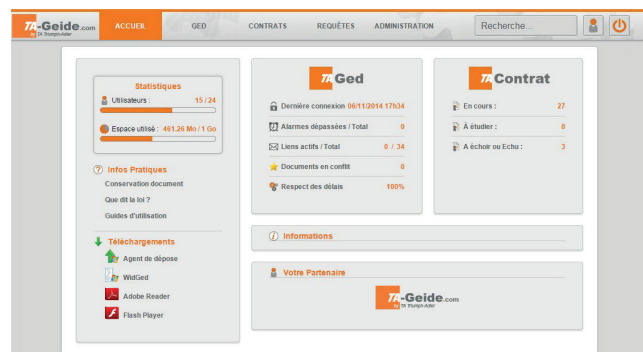 TA-Geide.com
by TA Triumph-Adler
ACCUEIL
GED
CONTRATS
REQUÊTES
ADMINISTRATION
Recherche...
Statistiques
Utilisateurs : 15 / 24
Espace utilisé : 461.26 Mo / 1 Go
Infos Pratiques
Conservation document
Que dit la loi ?
Guides d'utilisation
Téléchargements
Agent de dépose
WidGed
Adobe Reader
Flash Player
TA Ged
Dernière connexion 06/11/2014 17h34
Alarmes dépassées / Total 0
Liens actifs / Total 0 / 34
Documents en conflit 0
Respect des délais 100%
TA Contrat
En cours : 27
À étudier : 0
A échoir ou Echu : 3
Informations
Votre Partenaire
TA-Geide.com
by TA Triumph-Adler